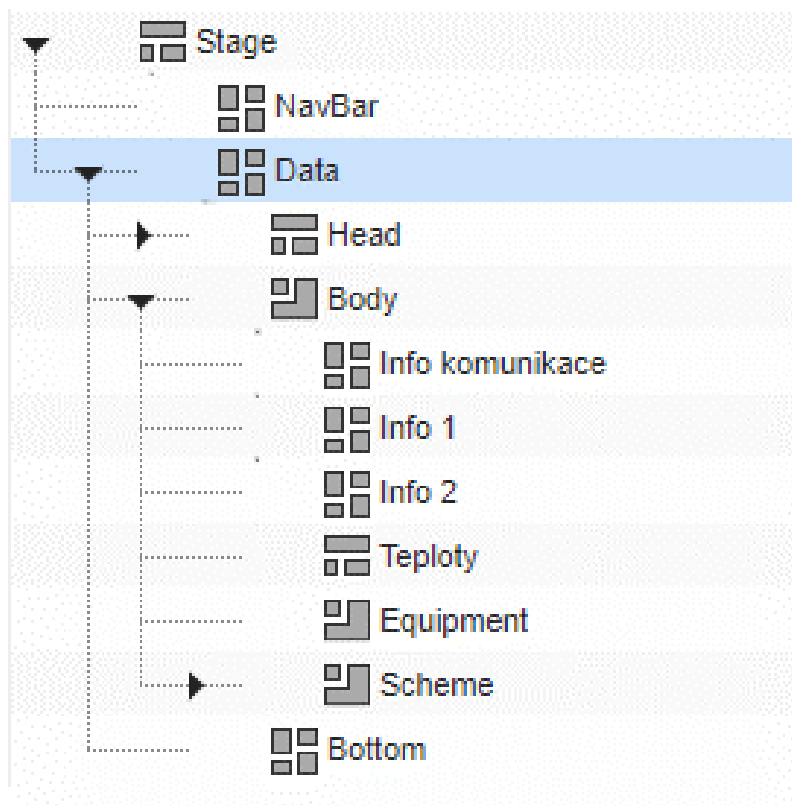 Stage
NavBar
Data
Head
Body
Info komunikace
Info 1
Info 2
Teploty
Equipment
Scheme
Bottom